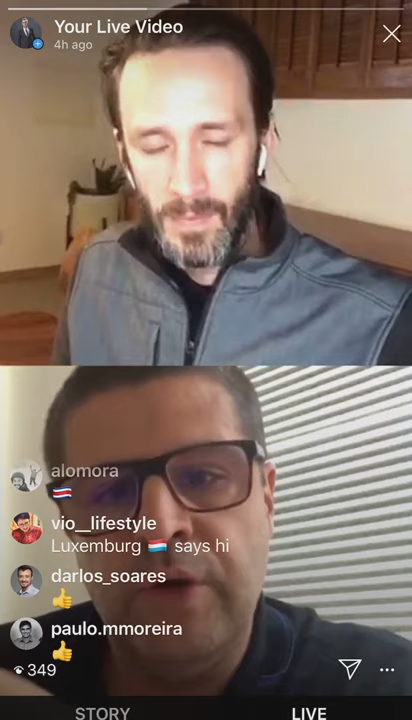 Your Live Video
4h ago
alomora
🇨🇷
vio__lifestyle
Luxemburg 🇱🇺 says hi
darlos_soares
👍
paulo.mmoreira
👍
349
STORY LIVE